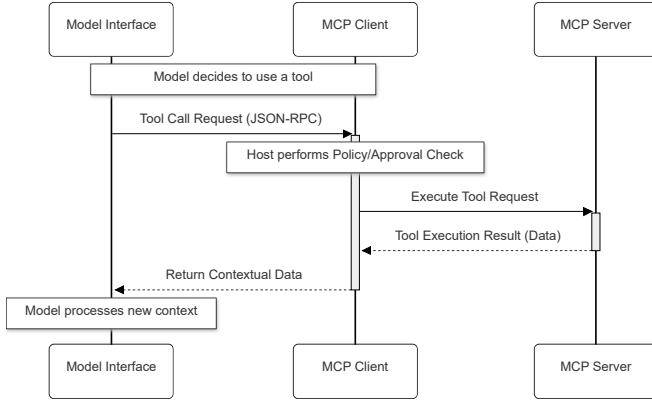 Model Interface
MCP Client
MCP Server
Model decides to use a tool
Tool Call Request (JSON-RPC)
Host performs Policy/Approval Check
Execute Tool Request
Tool Execution Result (Data)
Return Contextual Data
Model processes new context
Model Interface
MCP Client
MCP Server